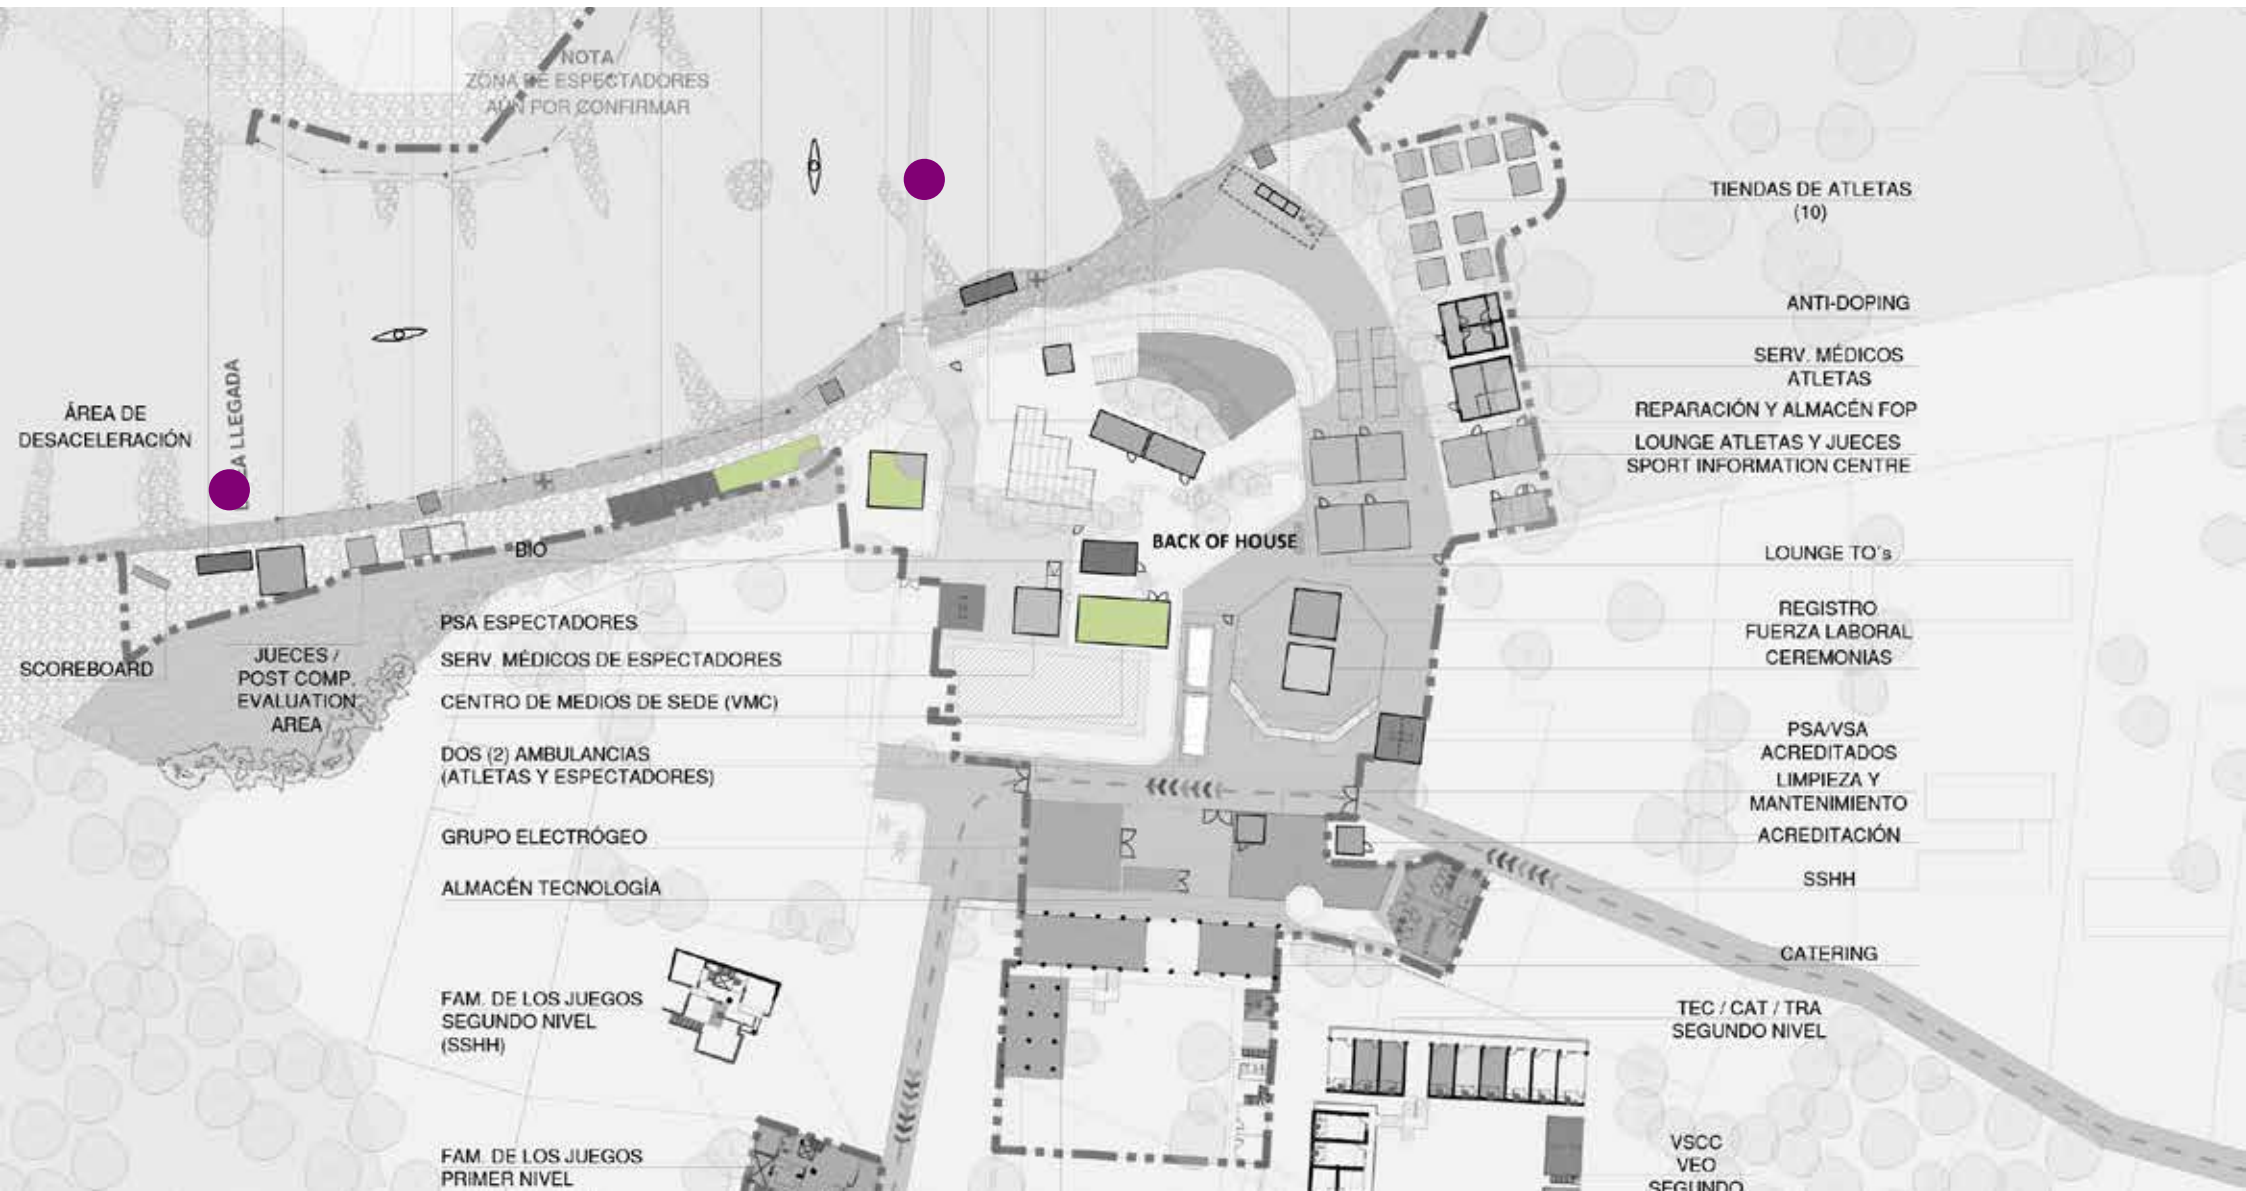 NOTA
ZONA DE ESPECTADORES
AÚN POR CONFIRMAR
ÁREA DE
DESACELERACIÓN
LLEGADA
SCOREBOARD
JUECES /
POST COMP.
EVALUATION
AREA
BIO
PSA ESPECTADORES
SERV. MÉDICOS DE ESPECTADORES
CENTRO DE MEDIOS DE SEDE (VMC)
DOS (2) AMBULANCIAS
(ATLETAS Y ESPECTADORES)
GRUPO ELECTRÓGEO
ALMACÉN TECNOLOGÍA
FAM. DE LOS JUEGOS
SEGUNDO NIVEL
(SSHH)
FAM. DE LOS JUEGOS
PRIMER NIVEL
BACK OF HOUSE
TIENDAS DE ATLETAS
(10)
ANTI-DOPING
SERV. MÉDICOS
ATLETAS
REPARACIÓN Y ALMACÉN FOP
LOUNGE ATLETAS Y JUECES
SPORT INFORMATION CENTRE
LOUNGE TO´s
REGISTRO
FUERZA LABORAL
CEREMONIAS
PSA/VSA
ACREDITADOS
LIMPIEZA Y
MANTENIMIENTO
ACREDITACIÓN
SSHH
CATERING
TEC / CAT / TRA
SEGUNDO NIVEL
VSCC
VEO
SEGUNDO